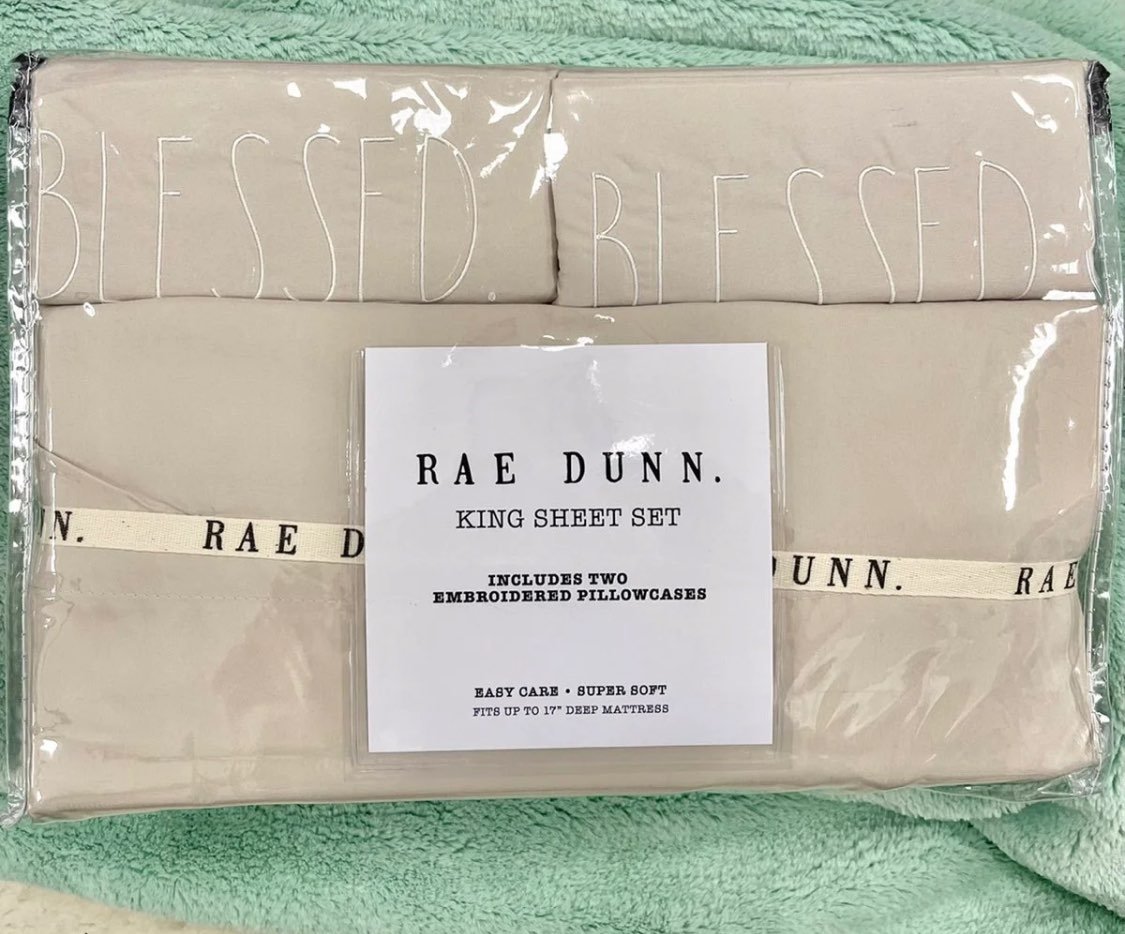 BLESSED BLESSED
RAE DUNN.
KING SHEET SET
N. RAE D UNN. RAE
INCLUDES TWO
EMBROIDERED PILLOWCASES
EASY CARE • SUPER SOFT
FITS UP TO 17" DEEP MATTRESS